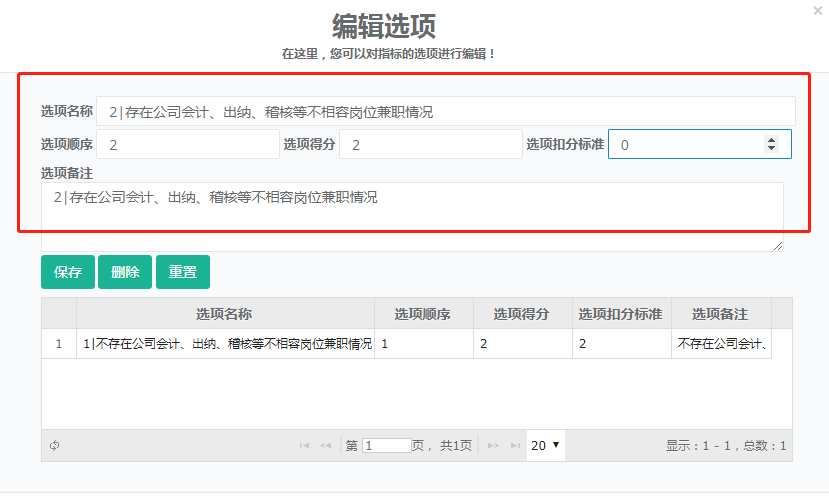 ×
编辑选项
在这里，您可以对指标的选项进行编辑！
选项名称 2|存在公司会计、出纳、稽核等不相容岗位兼职情况
选项顺序 2 选项得分 2 选项扣分标准 0
选项备注
2|存在公司会计、出纳、稽核等不相容岗位兼职情况
保存 删除 重置
选项名称 选项顺序 选项得分 选项扣分标准 选项备注
1 1|不存在公司会计、出纳、稽核等不相容岗位兼职情况 1 2 2 不存在公司会计、
第 1 页，共1页 20 显示：1 - 1，总数：1